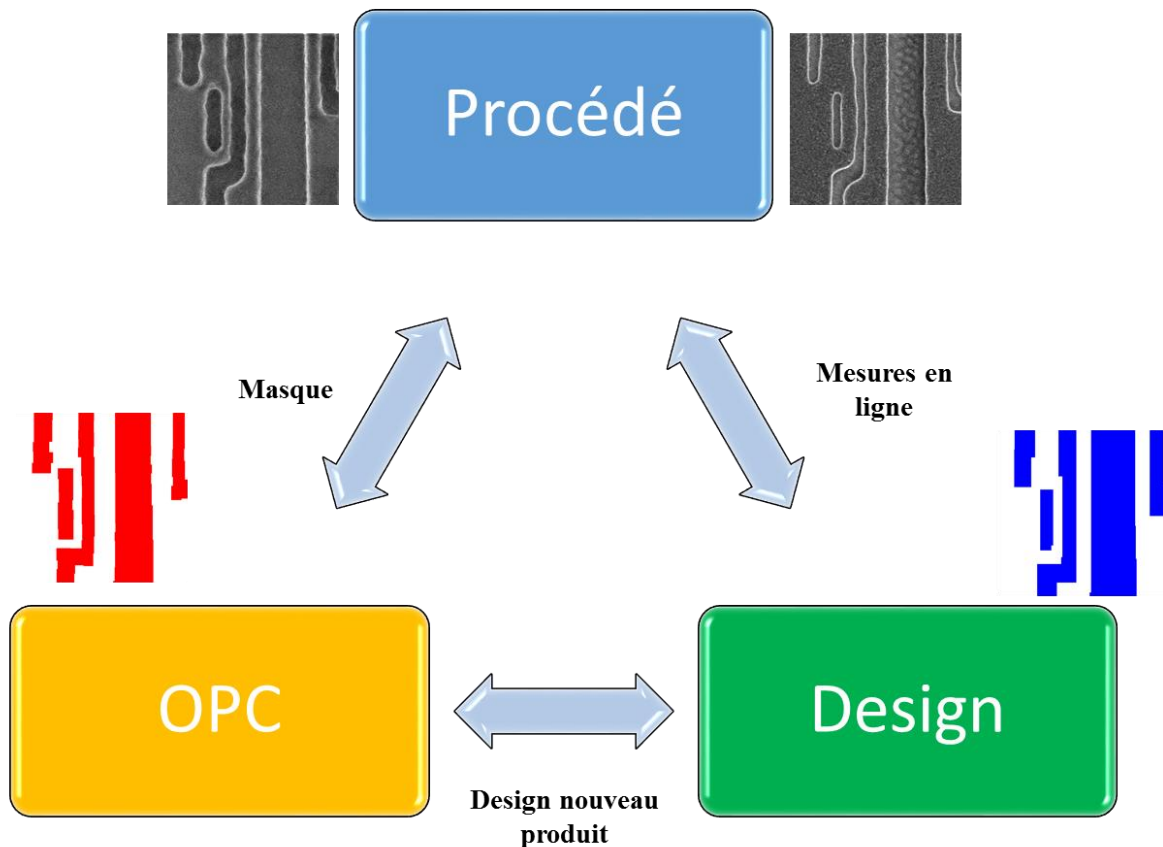 Procédé
Masque
Mesures en
ligne
OPC
Design
Design nouveau
produit